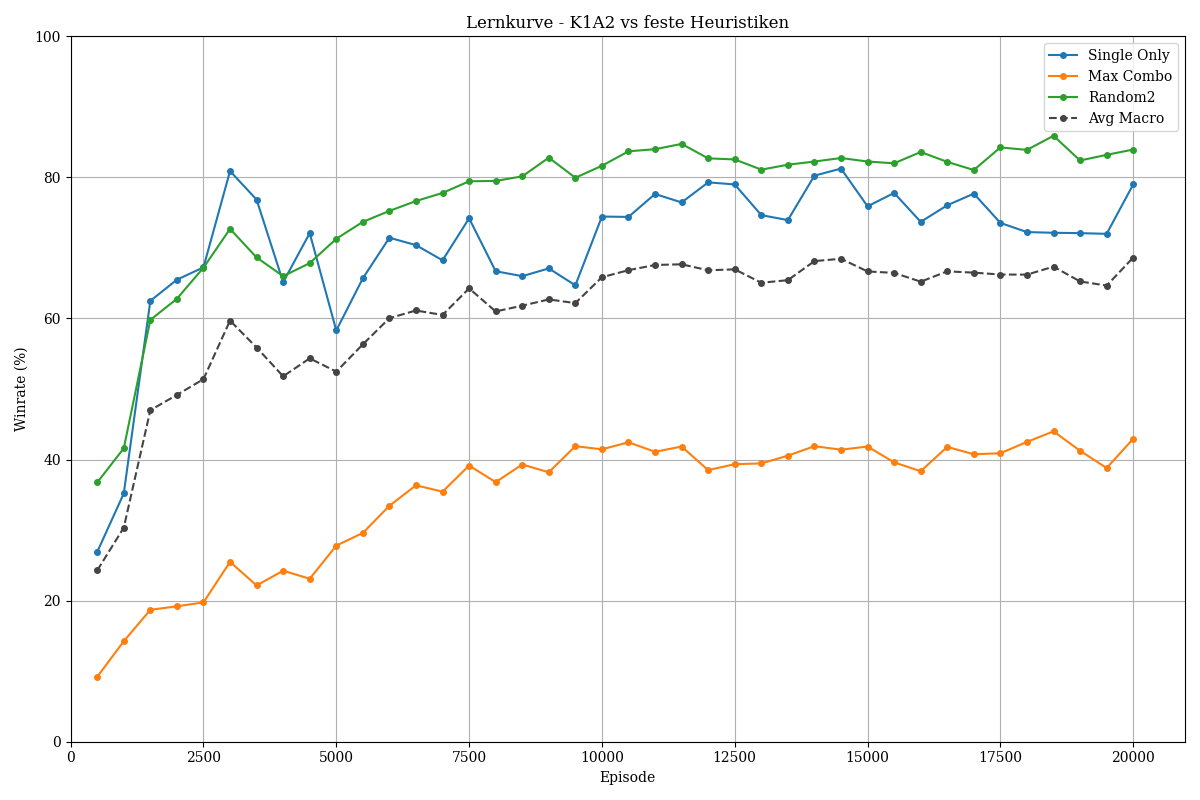 Lernkurve - K1A2 vs feste Heuristiken
100
80
60
40
20
0
Winrate (%)
Single Only
Max Combo
Random2
Avg Macro
0 2500 5000 7500 10000 12500 15000 17500 20000
Episode